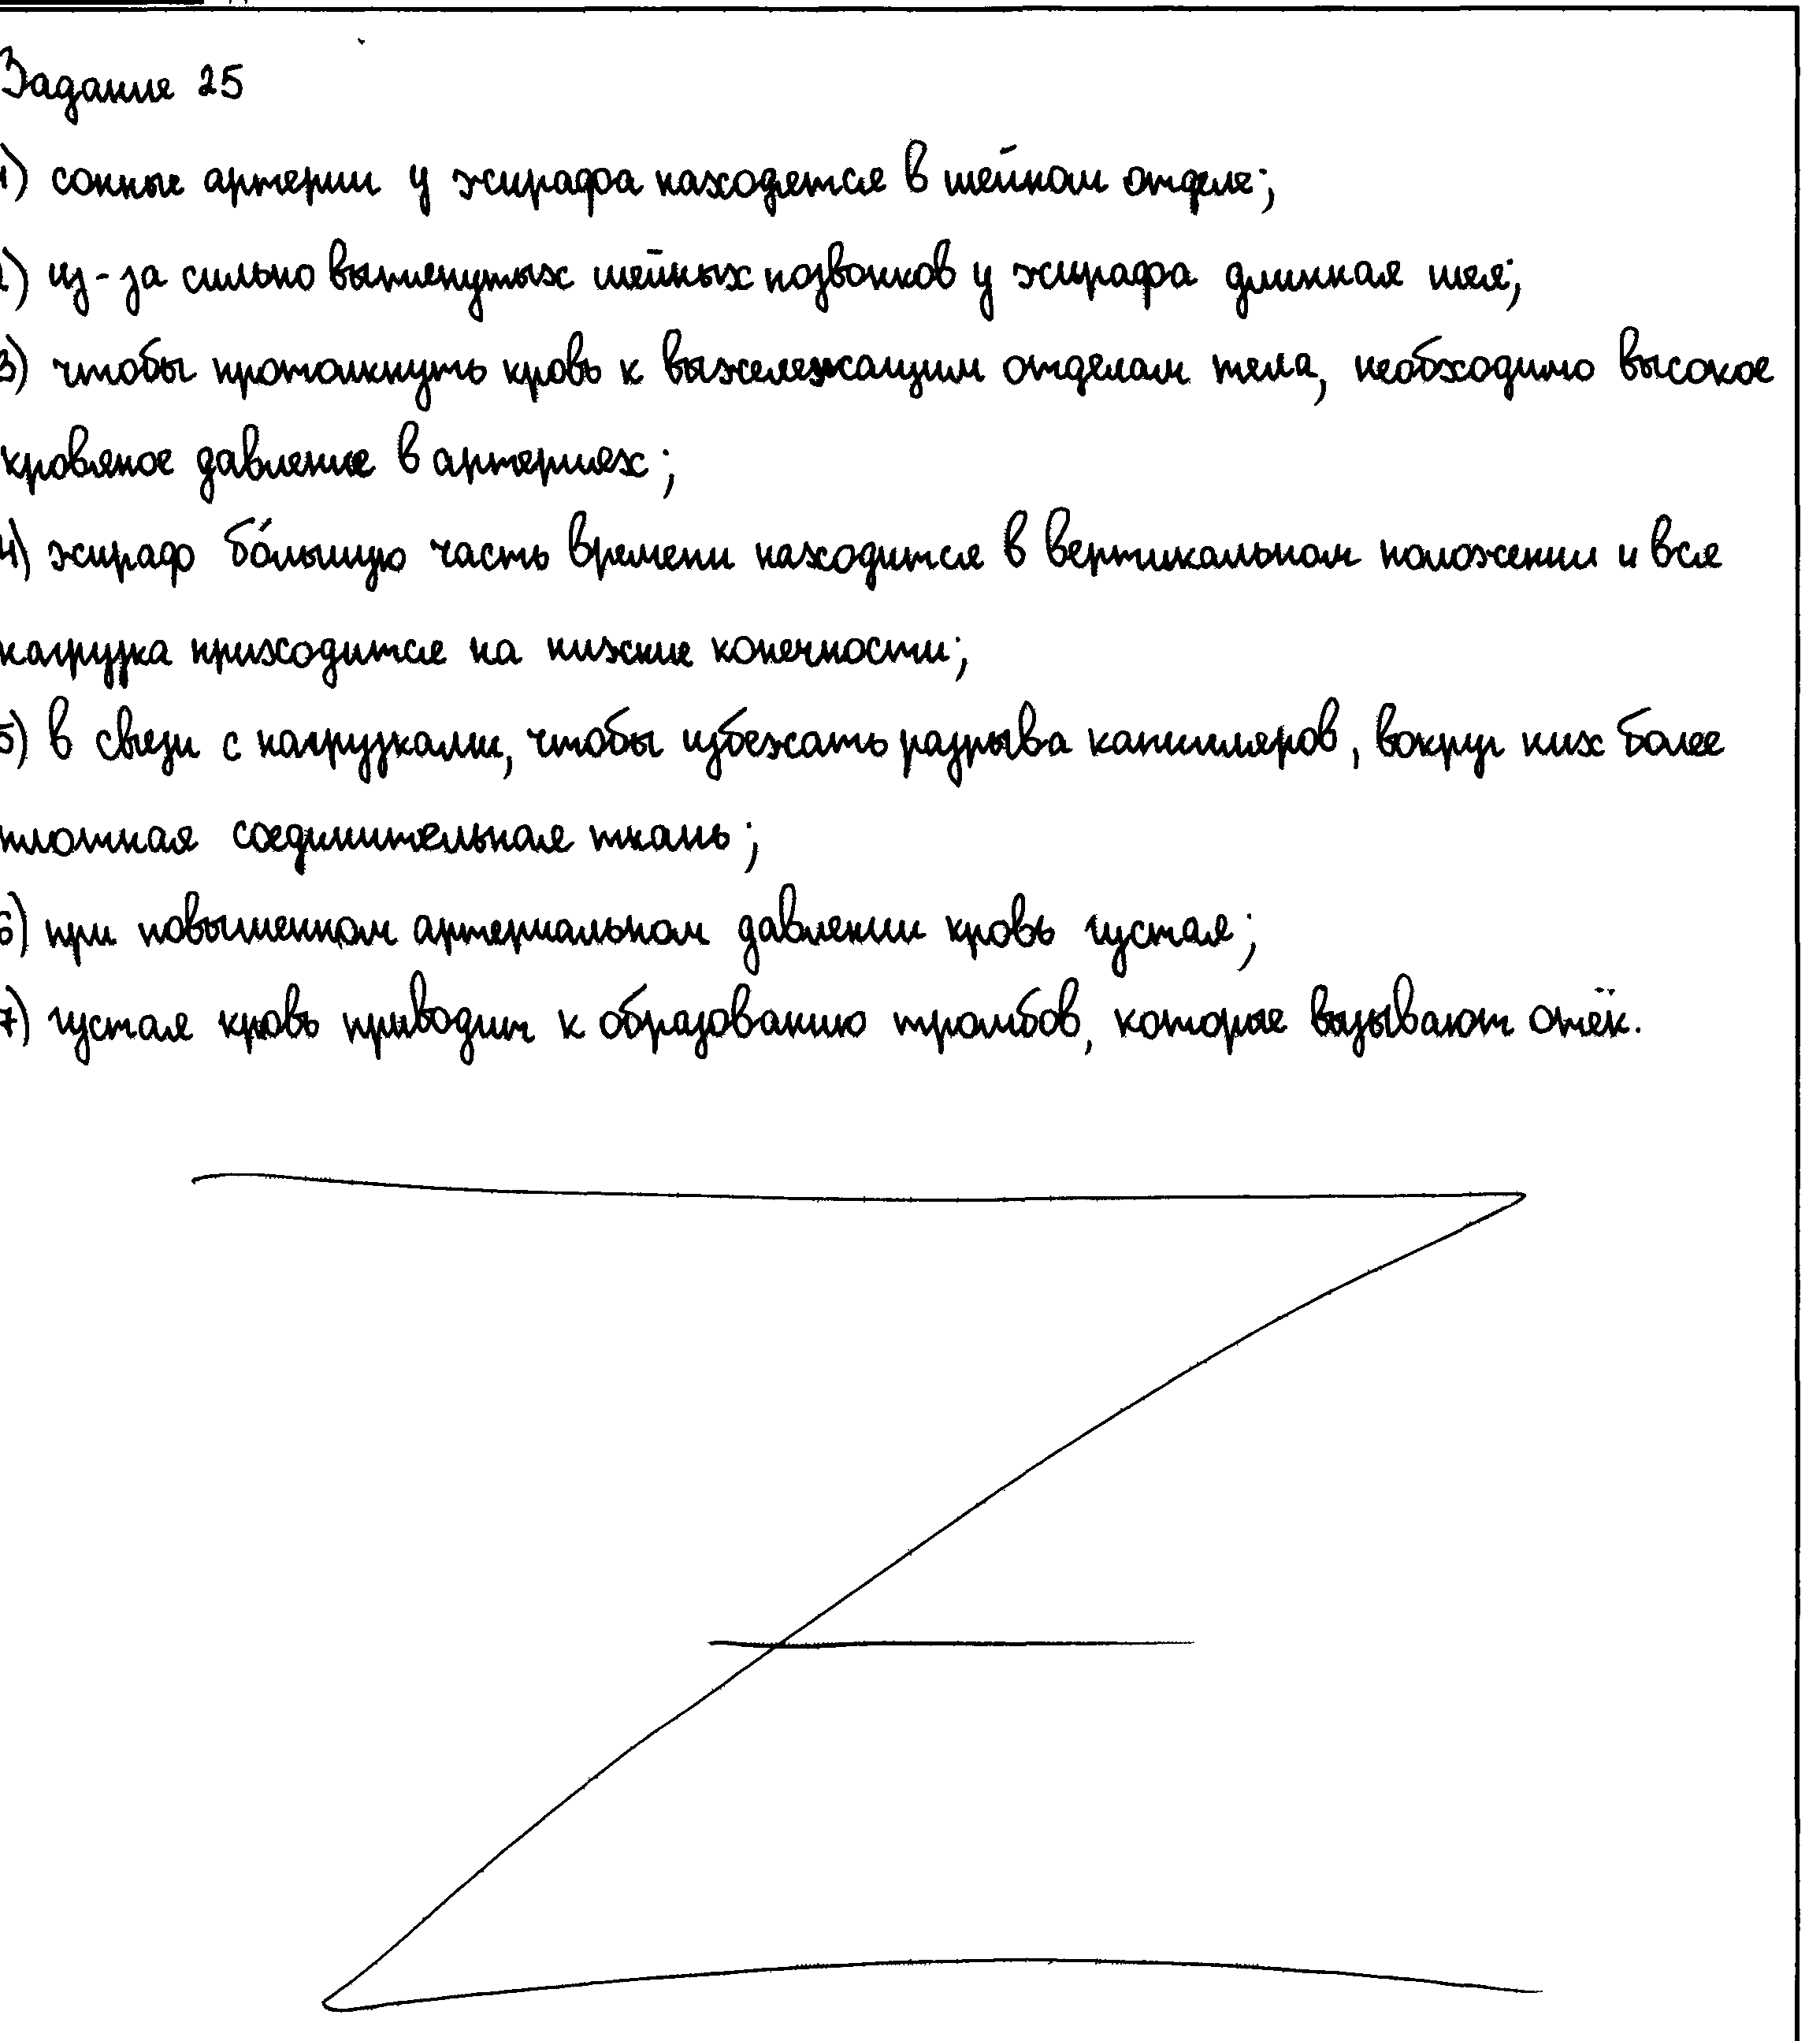 Задание 25
1) сонные артерии у жирафа находятся в шейном отделе;
2) из-за сильно вытянутых шейных позвонков у жирафа длинная шея;
3) чтобы протолкнуть кровь к вышележащим отделам тела, необходимо высокое
кровяное давление в артериях;
4) жираф бо́льшую часть времени находится в вертикальном положении и вся
нагрузка приходится на нижние конечности;
5) в связи с нагрузками, чтобы избежать разрыва капилляров, вокруг них более
плотная соединительная ткань;
6) при повышенном артериальном давлении кровь густая;
7) густая кровь приводит к образованию тромбов, которые вызывают отёк.